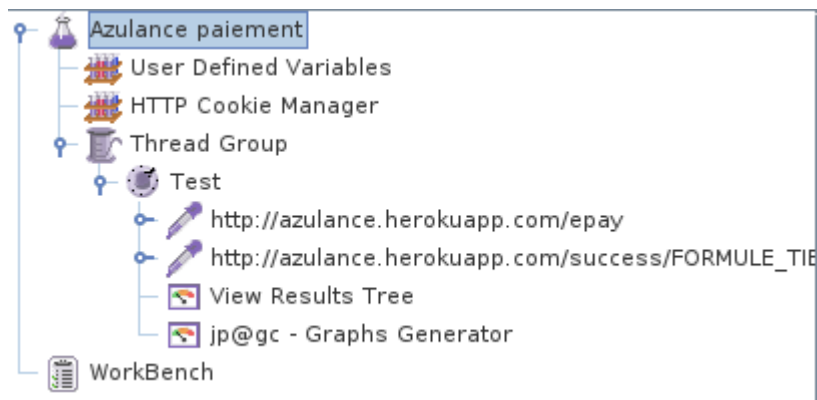 Azulance paiement
User Defined Variables
HTTP Cookie Manager
Thread Group
Test
http://azulance.herokuapp.com/epay
http://azulance.herokuapp.com/success/FORMULE_TIE
View Results Tree
jp@gc - Graphs Generator
WorkBench